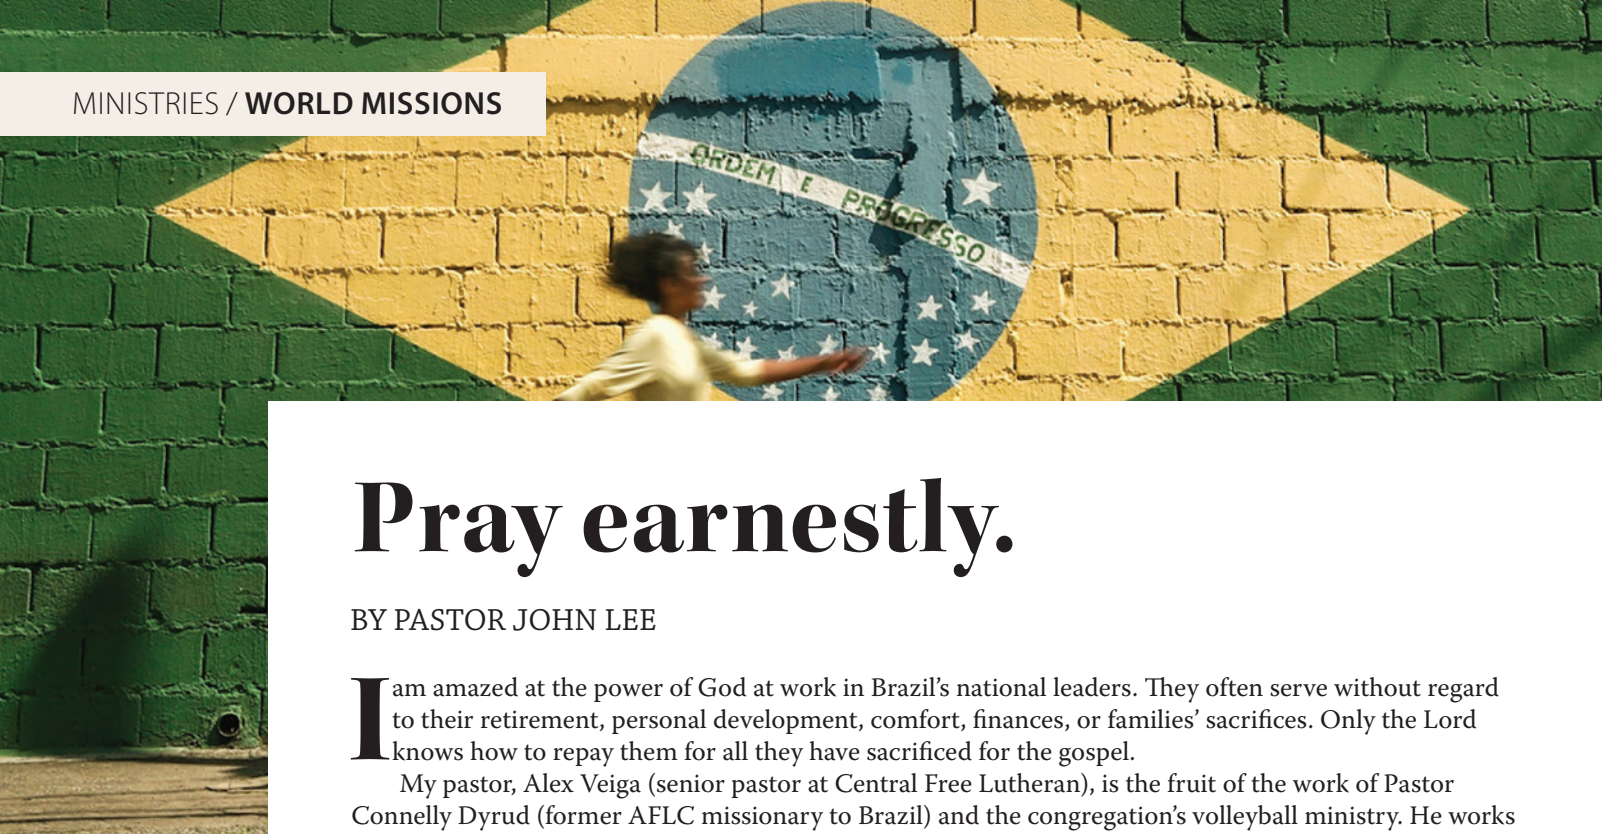 MINISTRIES / WORLD MISSIONS
ORDEM E PROGRESSO
Pray earnestly.
BY PASTOR JOHN LEE
I am amazed at the power of God at work in Brazil’s national leaders. They often serve without regard
to their retirement, personal development, comfort, finances, or families’ sacrifices. Only the Lord
knows how to repay them for all they have sacrificed for the gospel.
My pastor, Alex Veiga (senior pastor at Central Free Lutheran), is the fruit of the work of Pastor
Connelly Dyrud (former AFLC missionary to Brazil) and the congregation’s volleyball ministry. He works